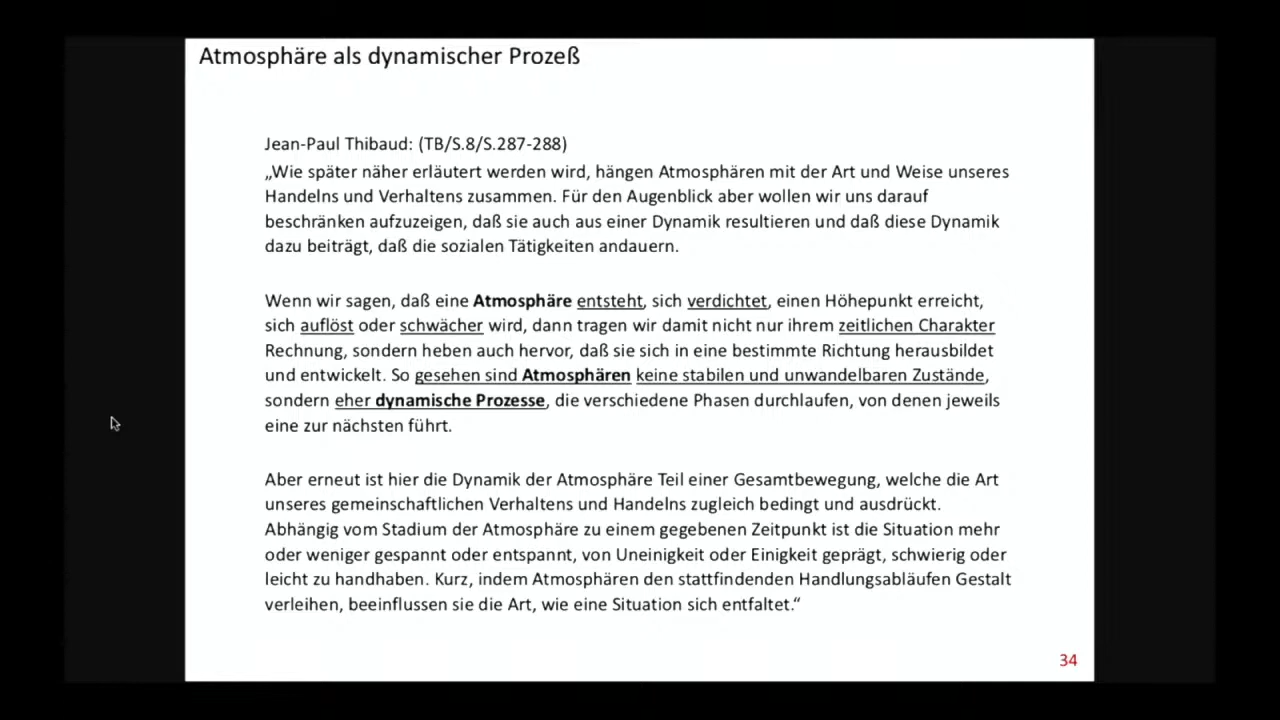 Atmosphäre als dynamischer Prozeß
Jean-Paul Thibaud: (TB/S.8/S.287-288)
„Wie später näher erläutert werden wird, hängen Atmosphären mit der Art und Weise unseres
Handelns und Verhaltens zusammen. Für den Augenblick aber wollen wir uns darauf
beschränken aufzuzeigen, daß sie auch aus einer Dynamik resultieren und daß diese Dynamik
dazu beiträgt, daß die sozialen Tätigkeiten andauern.
Wenn wir sagen, daß eine Atmosphäre entsteht, sich verdichtet, einen Höhepunkt erreicht,
sich auflöst oder schwächer wird, dann tragen wir damit nicht nur ihrem zeitlichen Charakter
Rechnung, sondern heben auch hervor, daß sie sich in eine bestimmte Richtung herausbildet
und entwickelt. So gesehen sind Atmosphären keine stabilen und unwandelbaren Zustände,
sondern eher dynamische Prozesse, die verschiedene Phasen durchlaufen, von denen jeweils
eine zur nächsten führt.
Aber erneut ist hier die Dynamik der Atmosphäre Teil einer Gesamtbewegung, welche die Art
unseres gemeinschaftlichen Verhaltens und Handelns zugleich bedingt und ausdrückt.
Abhängig vom Stadium der Atmosphäre zu einem gegebenen Zeitpunkt ist die Situation mehr
oder weniger gespannt oder entspannt, von Uneinigkeit oder Einigkeit geprägt, schwierig oder
leicht zu handhaben. Kurz, indem Atmosphären den stattfindenden Handlungsabläufen Gestalt
verleihen, beeinflussen sie die Art, wie eine Situation sich entfaltet.“
34